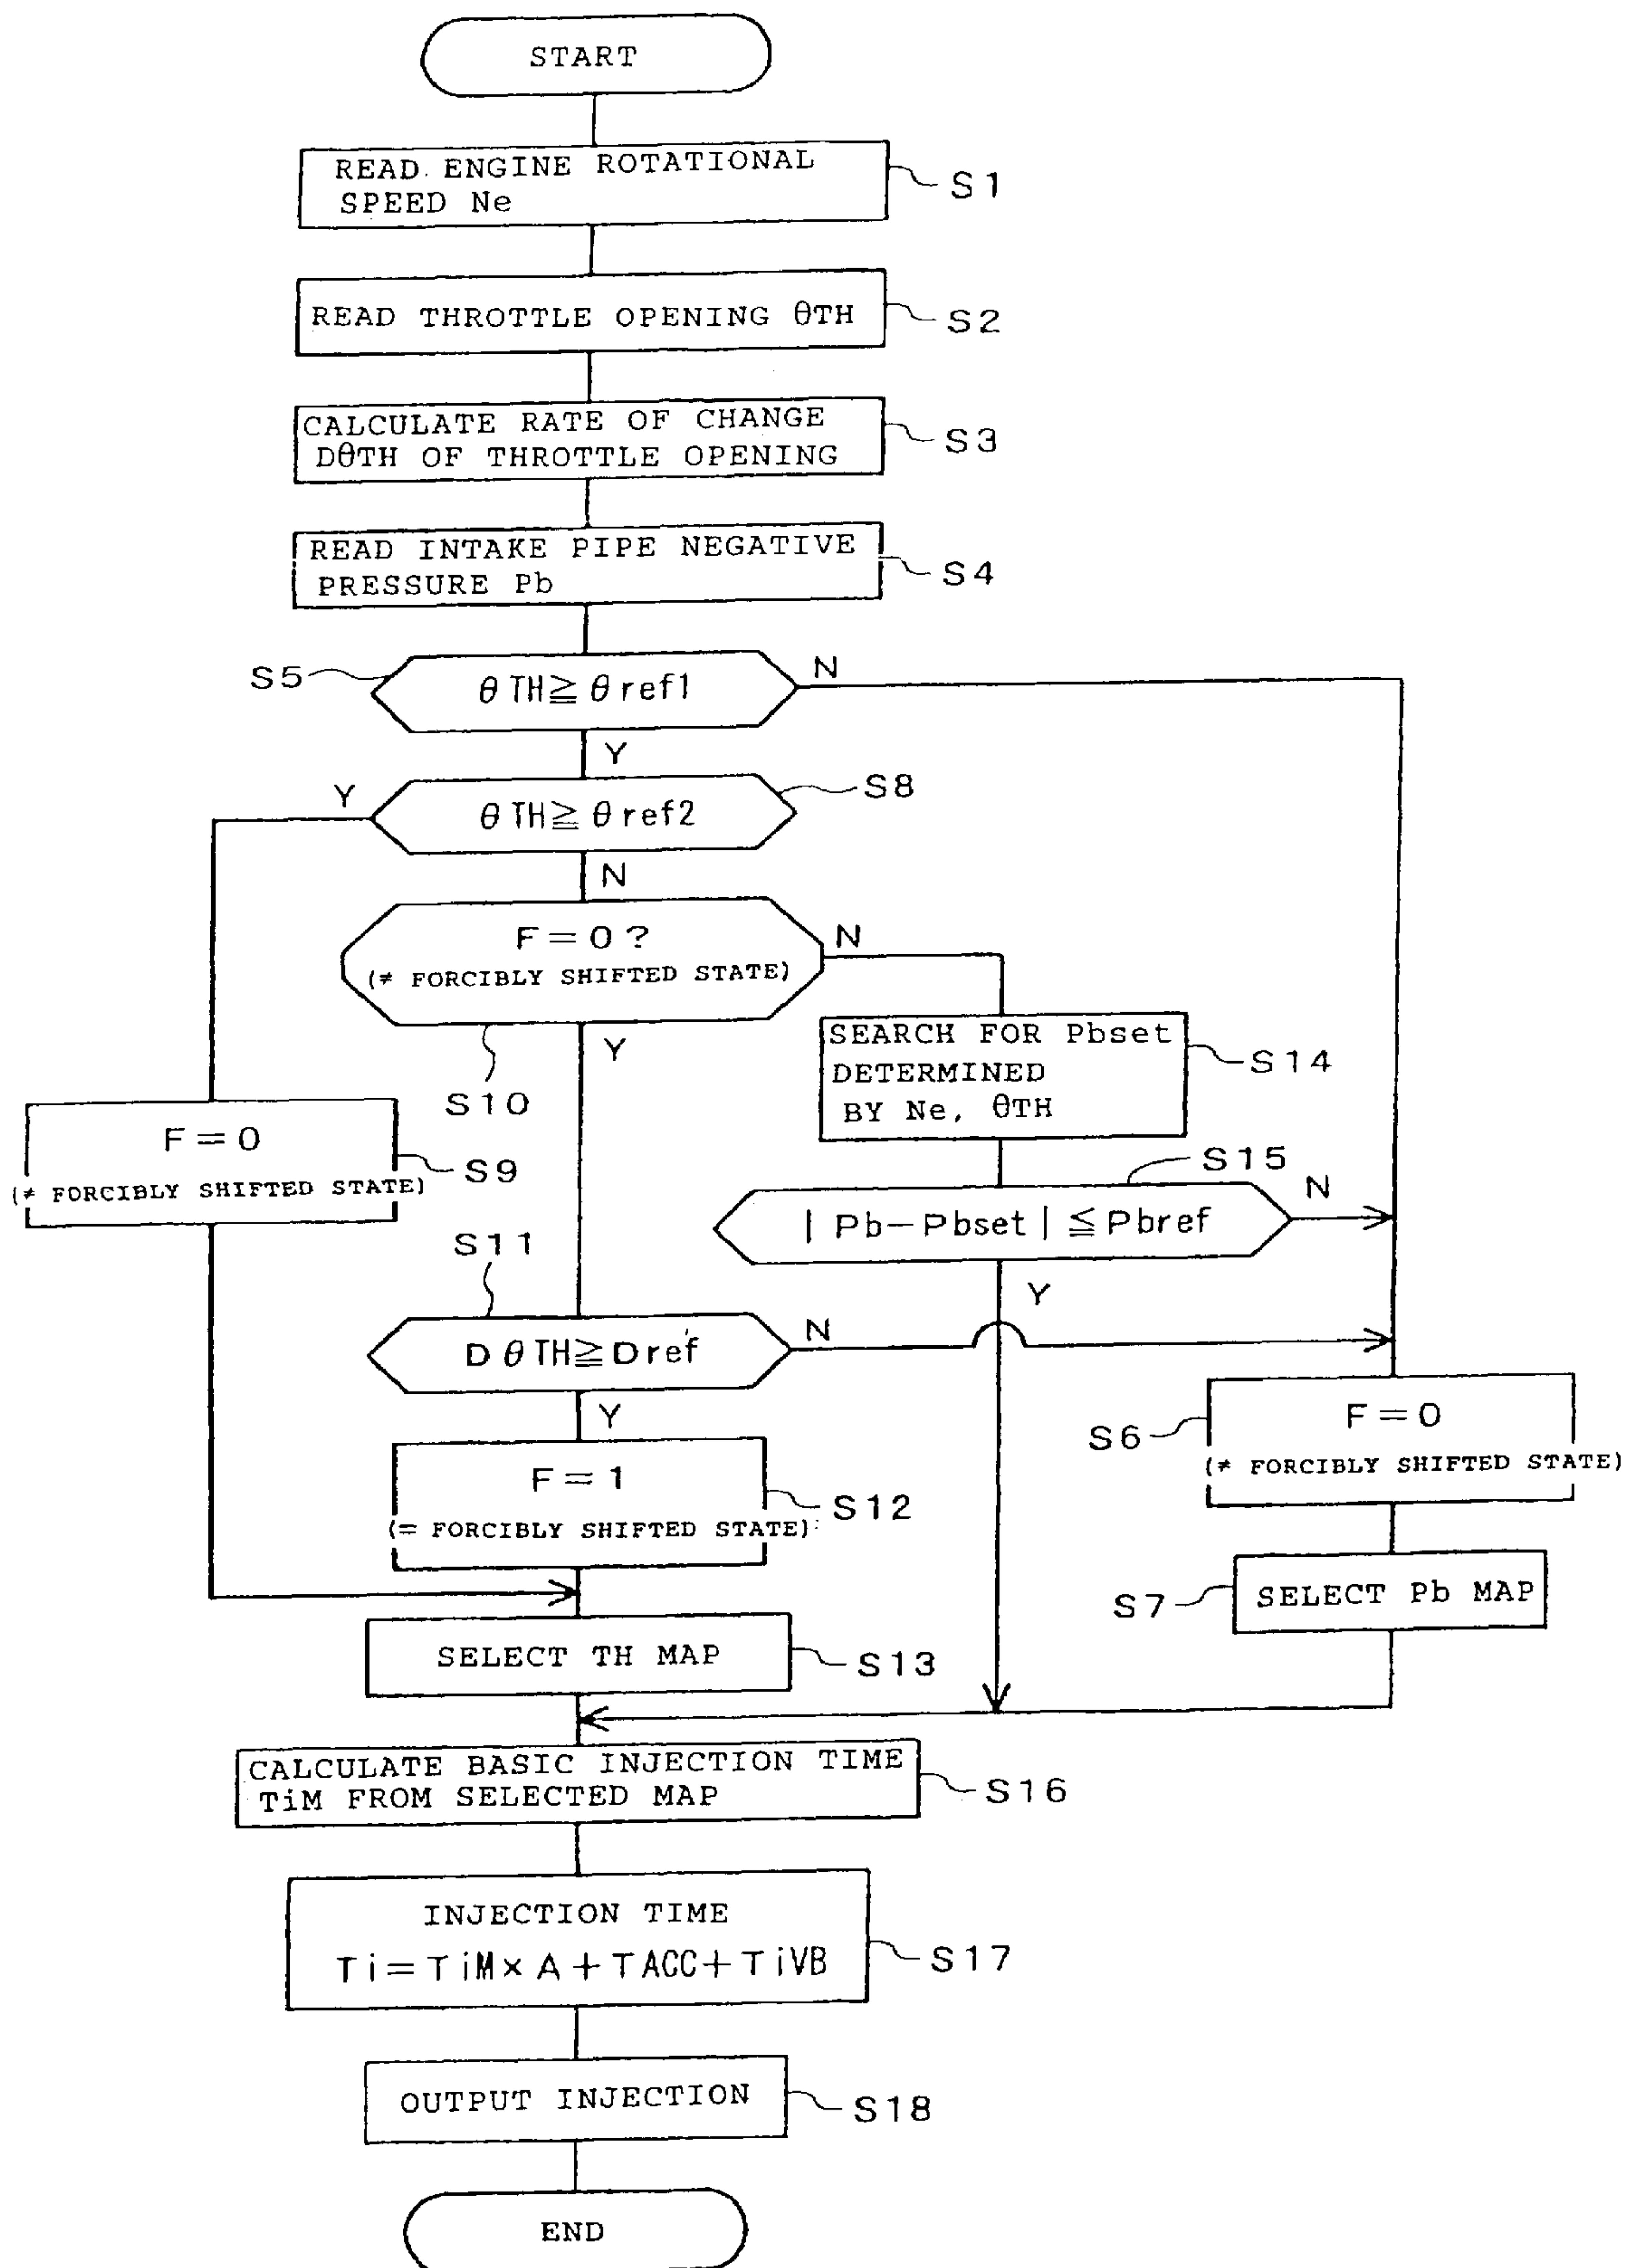 START
READ ENGINE ROTATIONAL
SPEED Ne
S1
READ THROTTLE OPENING θTH
S2
CALCULATE RATE OF CHANGE
DθTH OF THROTTLE OPENING
S3
READ INTAKE PIPE NEGATIVE
PRESSURE Pb
S4
S5
θTH≧θref1
N
Y
S8
θTH≧θref2
Y
N
F=0?
(≠ FORCIBLY SHIFTED STATE)
N
Y
S10
SEARCH FOR Pbset
DETERMINED
BY Ne, θTH
S14
F=0
(≠ FORCIBLY SHIFTED STATE)
S9
S15
|Pb-Pbset|≦Pbref
N
Y
S11
DθTH≧Dref
N
Y
F=0
(≠ FORCIBLY SHIFTED STATE)
S6
F=1
(= FORCIBLY SHIFTED STATE)
S12
SELECT Pb MAP
S7
SELECT TH MAP
S13
CALCULATE BASIC INJECTION TIME
TiM FROM SELECTED MAP
S16
INJECTION TIME
Ti=TiM×A+TACC+TiVB
S17
OUTPUT INJECTION
S18
END